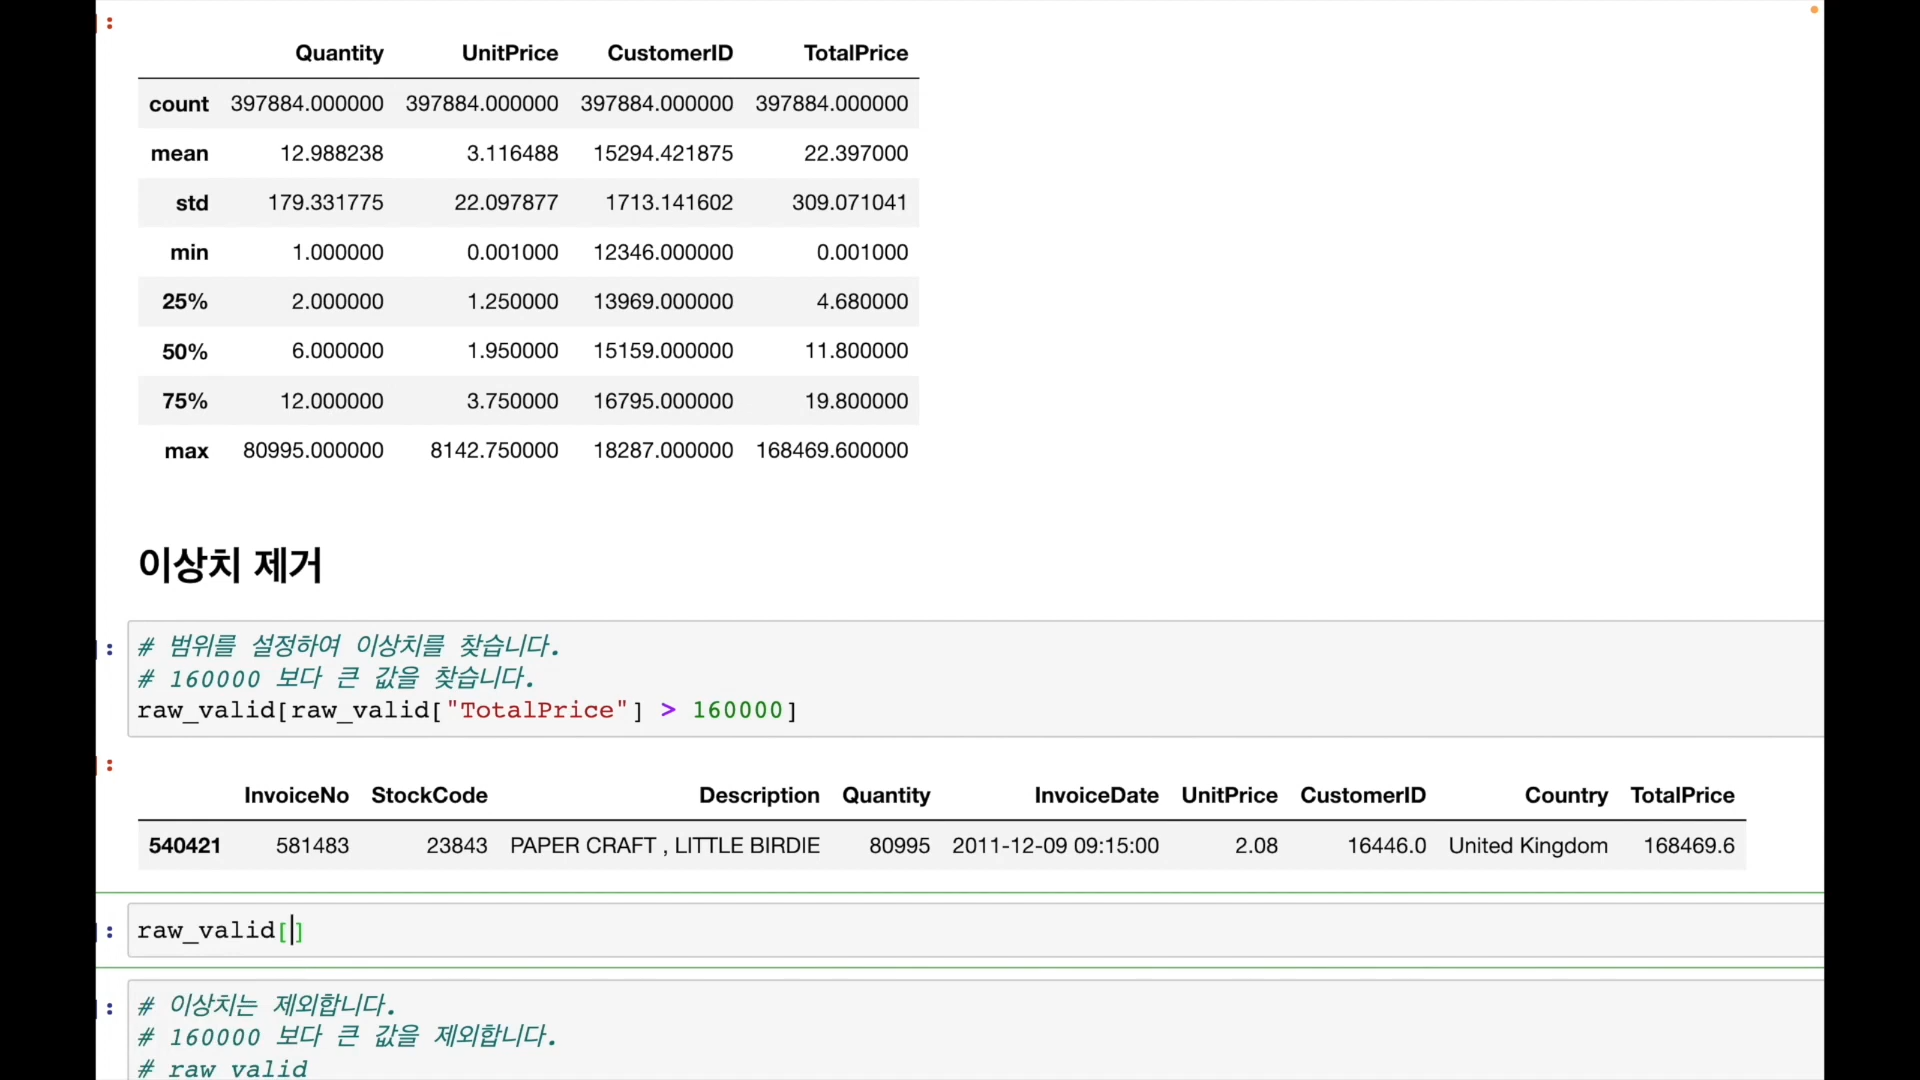 Quantity UnitPrice CustomerID TotalPrice
count 397884.000000 397884.000000 397884.000000 397884.000000
mean 12.988238 3.116488 15294.421875 22.397000
std 179.331775 22.097877 1713.141602 309.071041
min 1.000000 0.001000 12346.000000 0.001000
25% 2.000000 1.250000 13969.000000 4.680000
50% 6.000000 1.950000 15159.000000 11.800000
75% 12.000000 3.750000 16795.000000 19.800000
max 80995.000000 8142.750000 18287.000000 168469.600000
이상치 제거
# 범위를 설정하여 이상치를 찾습니다.
# 160000 보다 큰 값을 찾습니다.
raw_valid[raw_valid["TotalPrice"] > 160000]
InvoiceNo StockCode Description Quantity InvoiceDate UnitPrice CustomerID Country TotalPrice
540421 581483 23843 PAPER CRAFT , LITTLE BIRDIE 80995 2011-12-09 09:15:00 2.08 16446.0 United Kingdom 168469.6
raw_valid[]
# 이상치는 제외합니다.
# 160000 보다 큰 값을 제외합니다.
# raw_valid